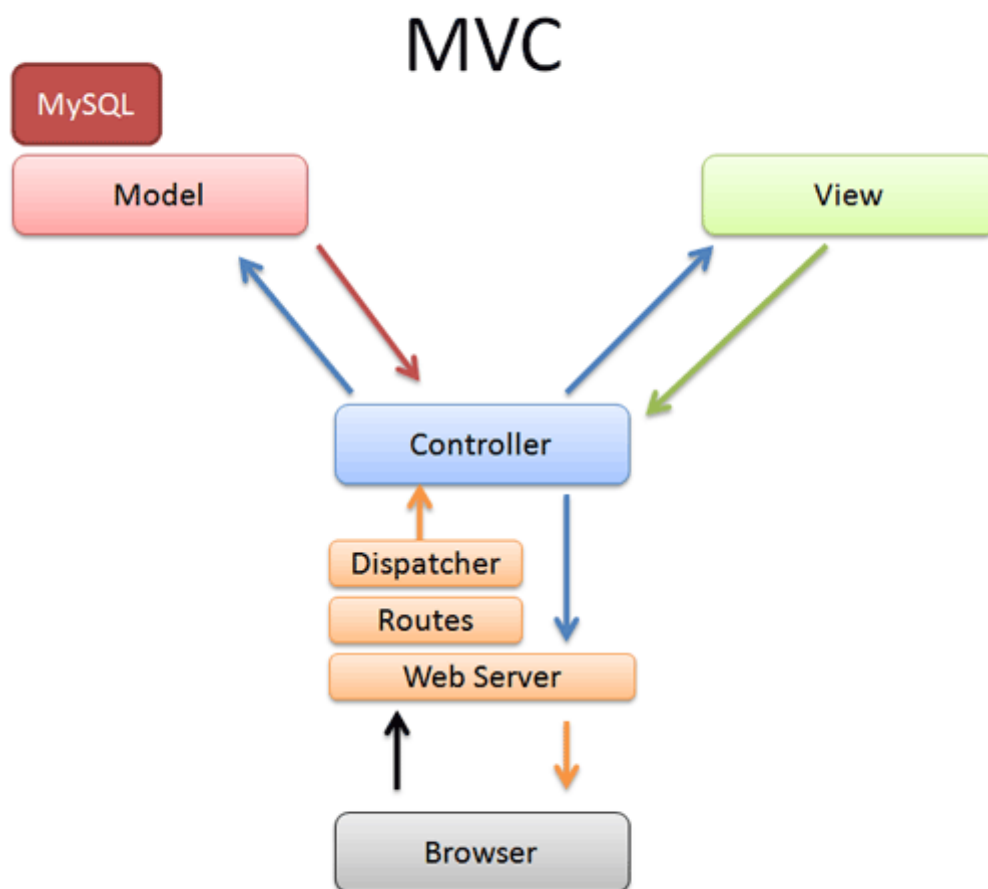 MVC
MySQL
Model
View
Controller
Dispatcher
Routes
Web Server
Browser